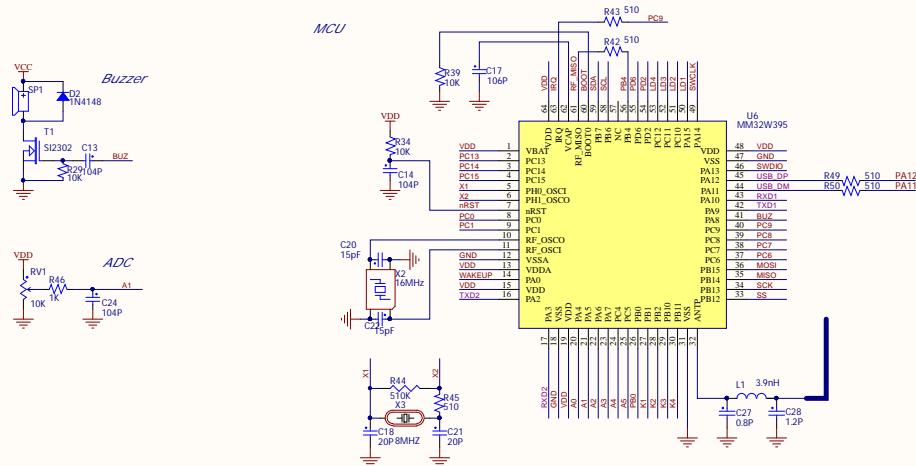 MCU
R43 510
PC9
R42 510
R39
10K
C17
106P
VDD
IRQ
RF_MISO
BOOT
SDA
SCL
PB4
PD6
PD2
LD4
LD3
LD2
LD1
SWCLK
64
63
62
61
60
59
58
57
56
55
54
53
52
51
50
49
VDD
IRQ
VCAP
RF_MISO
BOOT0
PB7
PB6
NC
PB4
PD6
PD2
PC12
PC11
PC10
PA15
PA14
U6
MM32W395
VCC
Buzzer
SP1
D2
1N4148
T1
SI2302
C13
104P
BUZ
R29
10K
VDD
R34
10K
C14
104P
VDD 1 VBAT
PC13 2 PC13
PC14 3 PC14
PC15 4 PC15
X1 5 PH0_OSCI
X2 6 PH1_OSCO
nRST 7 nRST
PC0 8 PC0
PC1 9 PC1
10 RF_OSCO
11 RF_OSCI
GND 12 VSSA
VDD 13 VDDA
WAKEUP 14 PA0
VDD 15 VDD
TXD2 16 PA2
VDD 48 VDD
VSS 47 GND
PA13 46 SWDIO
PA12 45 USB_DP
PA11 44 USB_DM
PA10 43 RXD1
PA9 42 TXD1
PA8 41 BUZ
PC9 40 PC9
PC8 39 PC8
PC7 38 PC7
PC6 37 PC6
PB15 36 MOSI
PB14 35 MISO
PB13 34 SCK
PB12 33 SS
R49 510 PA12
R50 510 PA11
ADC
VDD
RV1
10K
R46
1K
A1
C24
104P
C20
15pF
X2
16MHz
C22
15pF
PA3
VSS
VDD
PA4
PA5
PA6
PA7
PC4
PC5
PB0
PB1
PB2
PB10
PB11
VSS
ANTP
17
18
19
20
21
22
23
24
25
26
27
28
29
30
31
32
RXD2
GND
VDD
A0
A1
A2
A3
A4
A5
PB0
K1
K2
K3
K4
X1
X2
R44
510K
X3
R45
510
C18
20P
8MHZ
C21
20P
L1 3.9nH
C27
0.8P
C28
1.2P